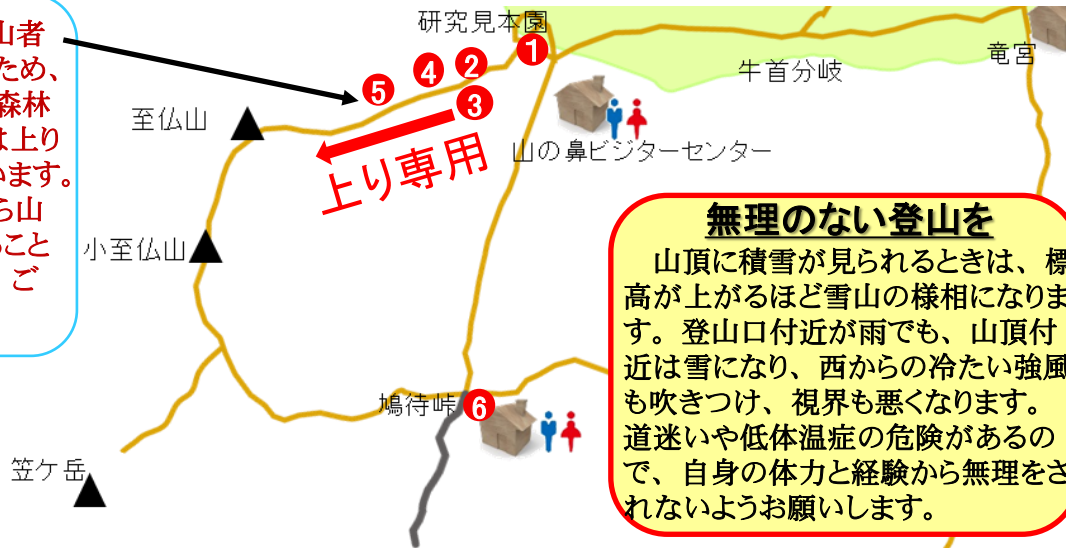 山者
ため、
森林
は上り
います。
ら山
ること
ご
研究見本園
①
②
③
④
⑤
牛首分岐
竜宮
至仏山
上り専用
山の鼻ビジターセンター
小至仏山
鳩待峠
⑥
笠ケ岳
無理のない登山を
山頂に積雪が見られるときは、標
高が上がるほど雪山の様相になりま
す。登山口付近が雨でも、山頂付
近は雪になり、西からの冷たい強風
も吹きつけ、視界も悪くなります。
道迷いや低体温症の危険があるの
で、自身の体力と経験から無理をさ
れないようお願いします。